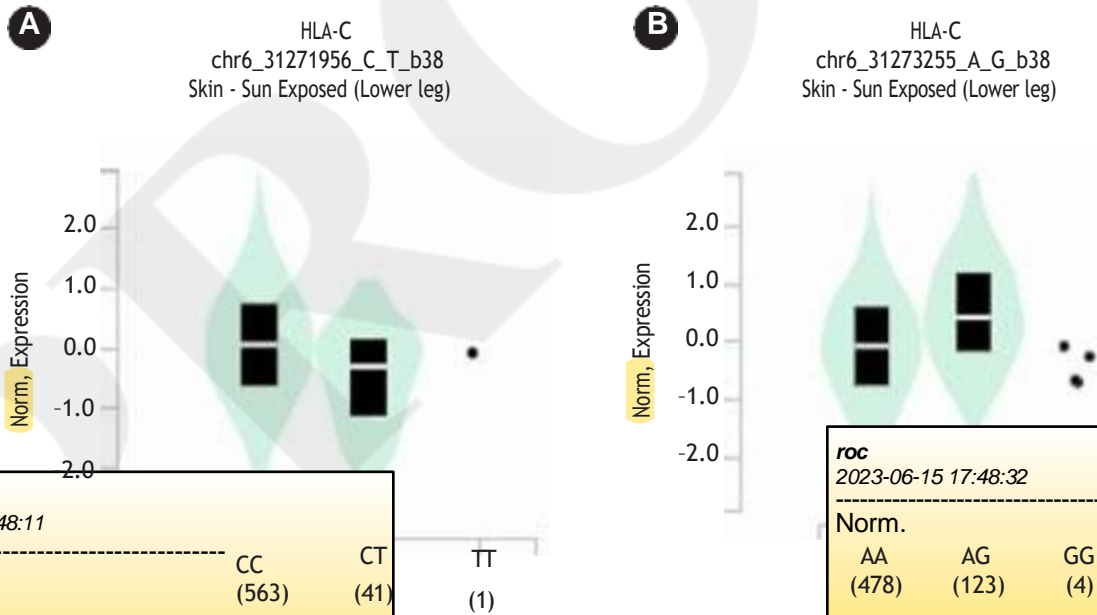 A
HLA-C
chr6_31271956_C_T_b38
Skin - Sun Exposed (Lower leg)
Norm, Expression
2.0
1.0
0.0
-1.0
-2.0
48:11
--------------------------
CC
(563)
CT
(41)
TT
(1)
B
HLA-C
chr6_31273255_A_G_b38
Skin - Sun Exposed (Lower leg)
Norm, Expression
2.0
1.0
0.0
-1.0
-2.0
roc
2023-06-15 17:48:32
--------------------------------
Norm.
AA
(478)
AG
(123)
GG
(4)